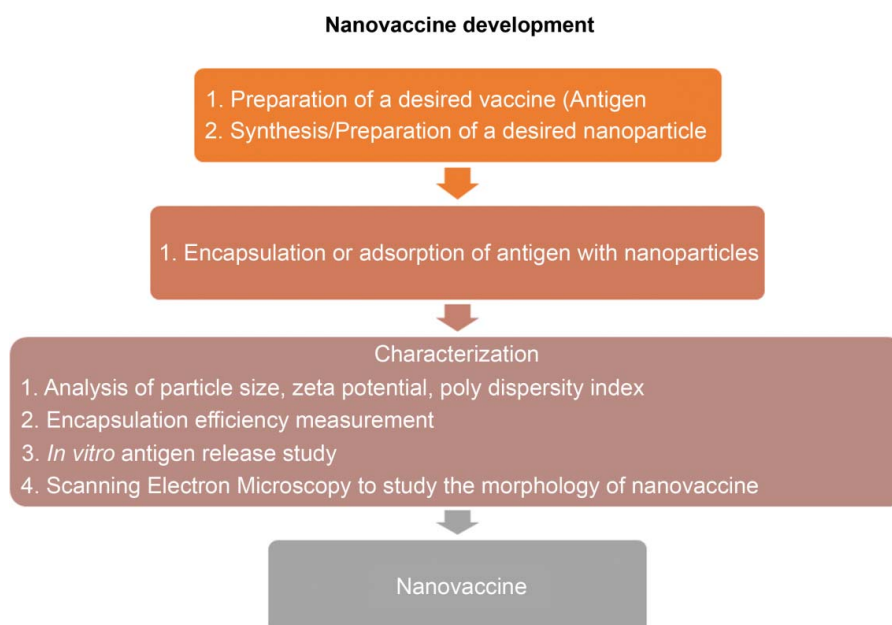 Nanovaccine development
1. Preparation of a desired vaccine (Antigen
2. Synthesis/Preparation of a desired nanoparticle
1. Encapsulation or adsorption of antigen with nanoparticles
Characterization
1. Analysis of particle size, zeta potential, poly dispersity index
2. Encapsulation efficiency measurement
3. In vitro antigen release study
4. Scanning Electron Microscopy to study the morphology of nanovaccine
Nanovaccine